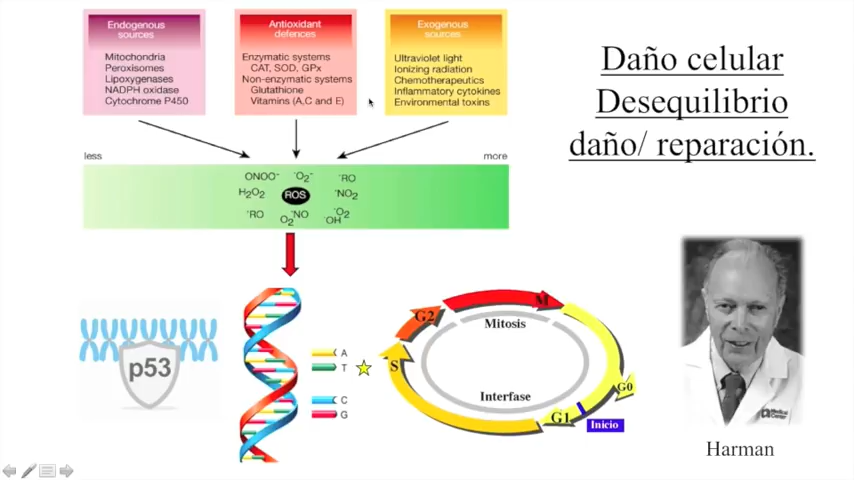 Endogenous
sources
Mitochondria
Peroxisomes
Lipoxygenases
NADPH oxidase
Cytochrome P450
Antioxidant
defences
Enzymatic systems
CAT, SOD, GPx
Non-enzymatic systems
Glutathione
Vitamins (A,C and E)
Exogenous
sources
Ultraviolet light
Ionizing radiation
Chemotherapeutics
Inflammatory cytokines
Environmental toxins
Daño celular
Desequilibrio
daño/ reparación.
less
more
ONOO⁻ ⁻O₂⁻ ⁻RO
H₂O₂ ROS ⁻NO₂
⁻RO O₂ ⁻NO ⁻OH ⁻O₂
p53
A
T
C
G
G2
M
Mitosis
S
Interfase
G0
G1
Inicio
Medical
Center
Harman